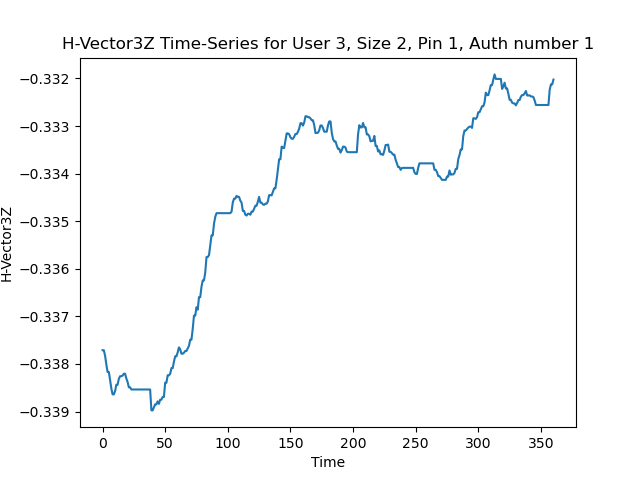 H-Vector3Z Time-Series for User 3, Size 2, Pin 1, Auth number 1
H-Vector3Z
−0.332
−0.333
−0.334
−0.335
−0.336
−0.337
−0.338
−0.339
0 50 100 150 200 250 300 350
Time